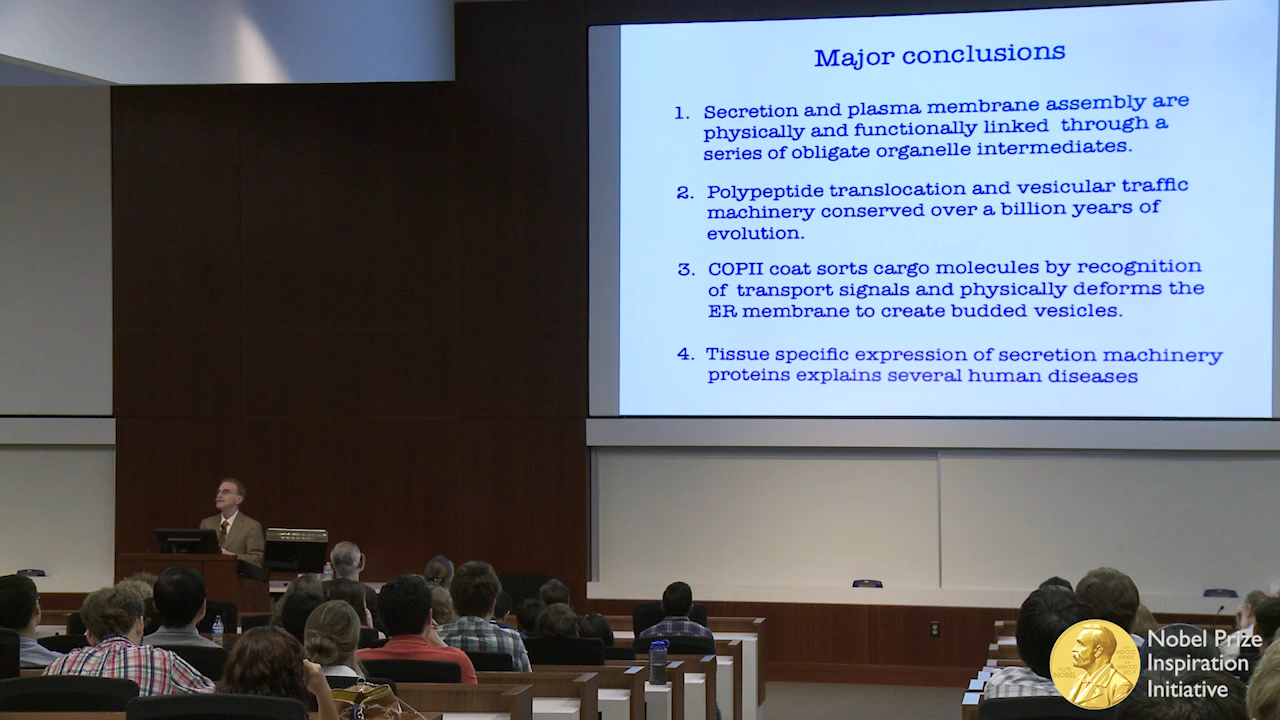 Major conclusions
1. Secretion and plasma membrane assembly are
physically and functionally linked through a
series of obligate organelle intermediates.
2. Polypeptide translocation and vesicular traffic
machinery conserved over a billion years of
evolution.
3. COPII coat sorts cargo molecules by recognition
of transport signals and physically deforms the
ER membrane to create budded vesicles.
4. Tissue specific expression of secretion machinery
proteins explains several human diseases
Nobel Prize
Inspiration
Initiative